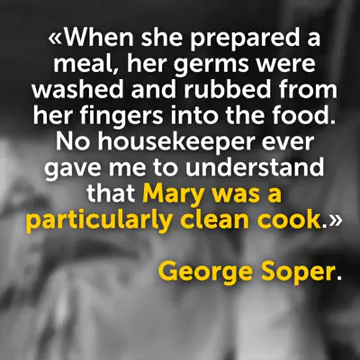 «When she prepared a
meal, her germs were
washed and rubbed from
her fingers into the food.
No housekeeper ever
gave me to understand
that Mary was a
particularly clean cook.»
George Soper.